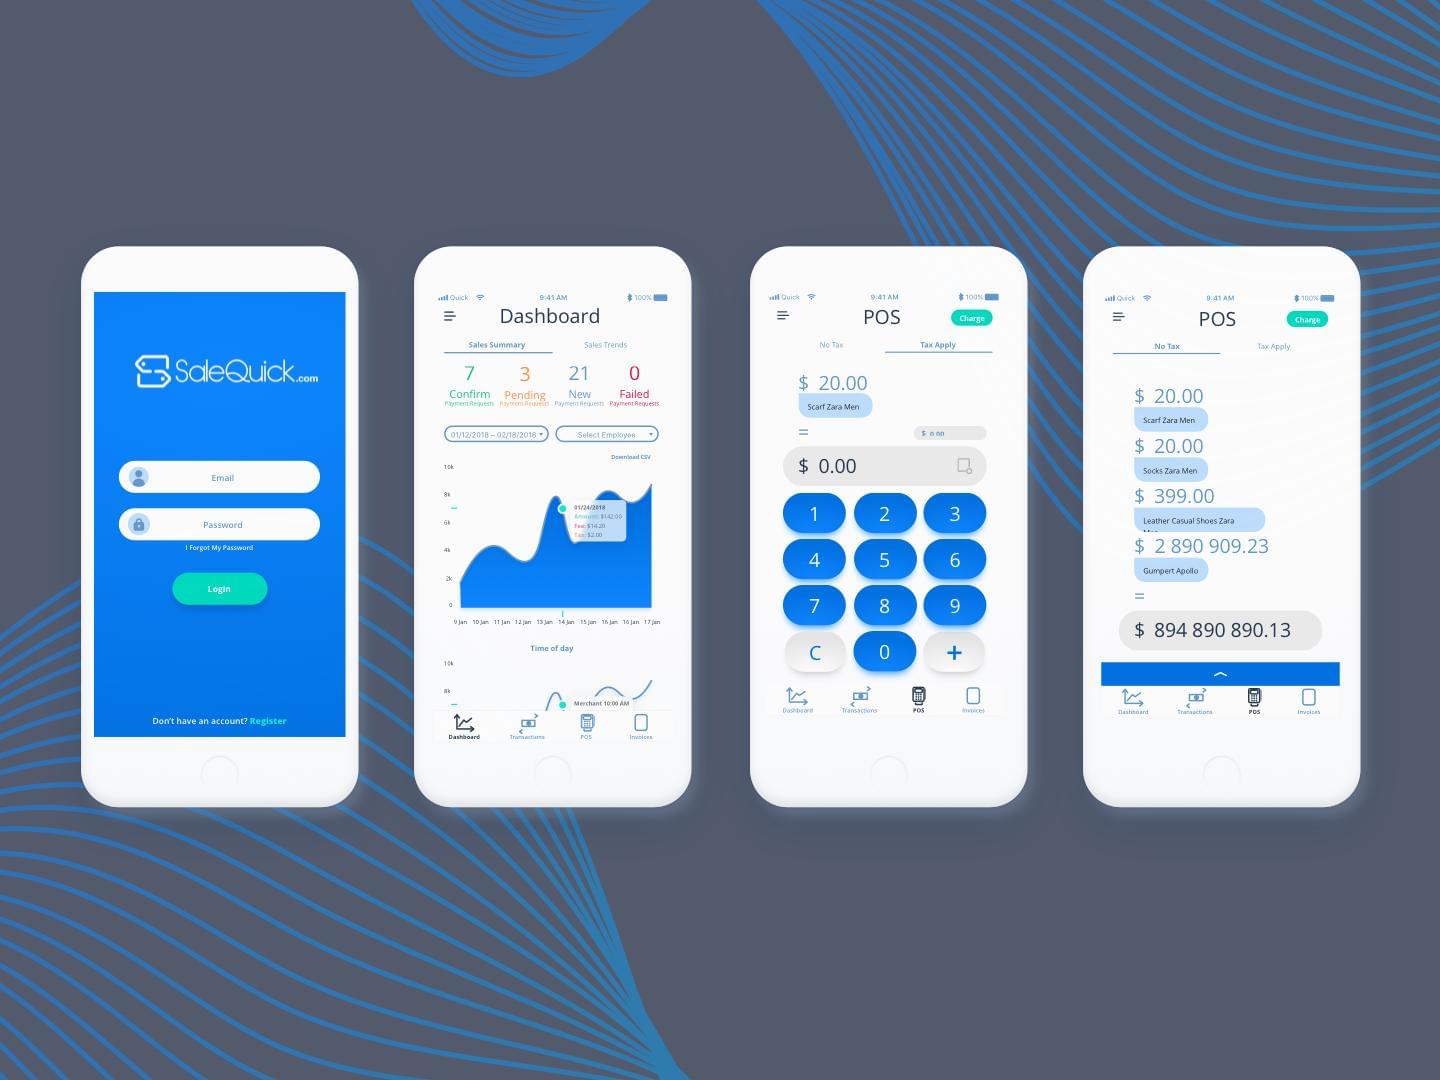 SaleQuick.com
Email
Password
I Forgot My Password
Login
Don't have an account? Register
Quick 9:41 AM 100%
Dashboard
Sales Summary Sales Trends
7 3 21 0
Confirm Pending New Failed
Payment Requests Payment Requests Payment Requests Payment Requests
01/12/2018 – 02/18/2018 Select Employee
Download CSV
10k
8k
6k
4k
2k
0
01/24/2018
Amount: $142.00
Fee: $14.20
Tax: $2.00
9 Jan 10 Jan 11 Jan 12 Jan 13 Jan 14 Jan 15 Jan 16 Jan 16 Jan 17 Jan
Time of day
10k
8k
Merchant 10:00 AM
Dashboard Transactions POS Invoices
Quick 9:41 AM 100%
POS Charge
No Tax Tax Apply
$ 20.00
Scarf Zara Men
=
$ 0.00
1 2 3
4 5 6
7 8 9
C 0 +
Dashboard Transactions POS Invoices
Quick 9:41 AM 100%
POS Charge
No Tax Tax Apply
$ 20.00
Scarf Zara Men
$ 20.00
Socks Zara Men
$ 399.00
Leather Casual Shoes Zara
$ 2 890 909.23
Gumpert Apollo
=
$ 894 890 890.13
Dashboard Transactions POS Invoices